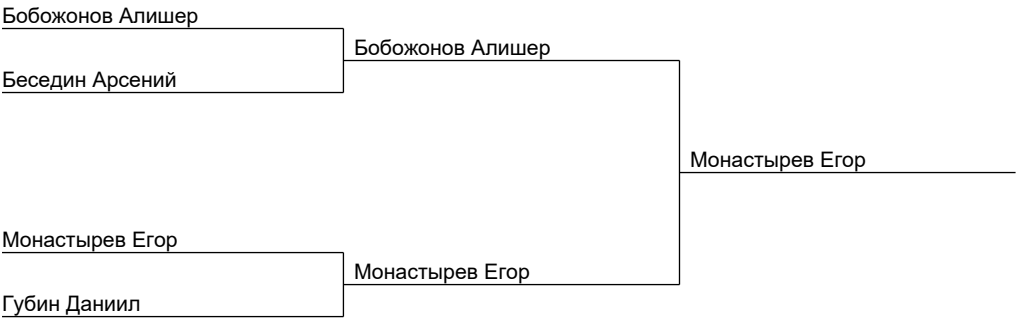 Бобожонов Алишер
Бобожонов Алишер
Беседин Арсений
Монастырев Егор
Монастырев Егор
Монастырев Егор
Губин Даниил